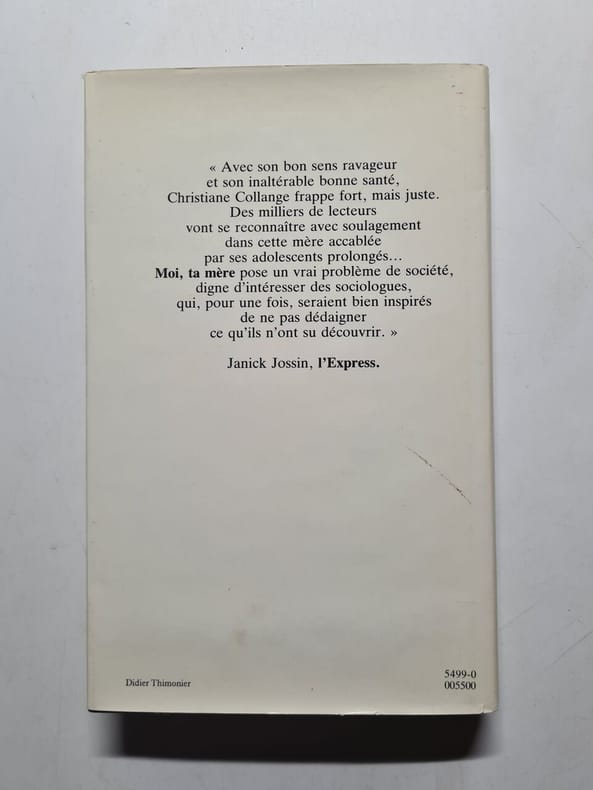 « Avec son bon sens ravageur
et son inaltérable bonne santé,
Christiane Collange frappe fort, mais juste.
Des milliers de lecteurs
vont se reconnaître avec soulagement
dans cette mère accablée
par ses adolescents prolongés...
Moi, ta mère pose un vrai problème de société,
digne d'intéresser des sociologues,
qui, pour une fois, seraient bien inspirés
de ne pas dédaigner
ce qu'ils n'ont su découvrir. »
Janick Jossin, l'Express.
Didier Thimonier
5499-0
005500